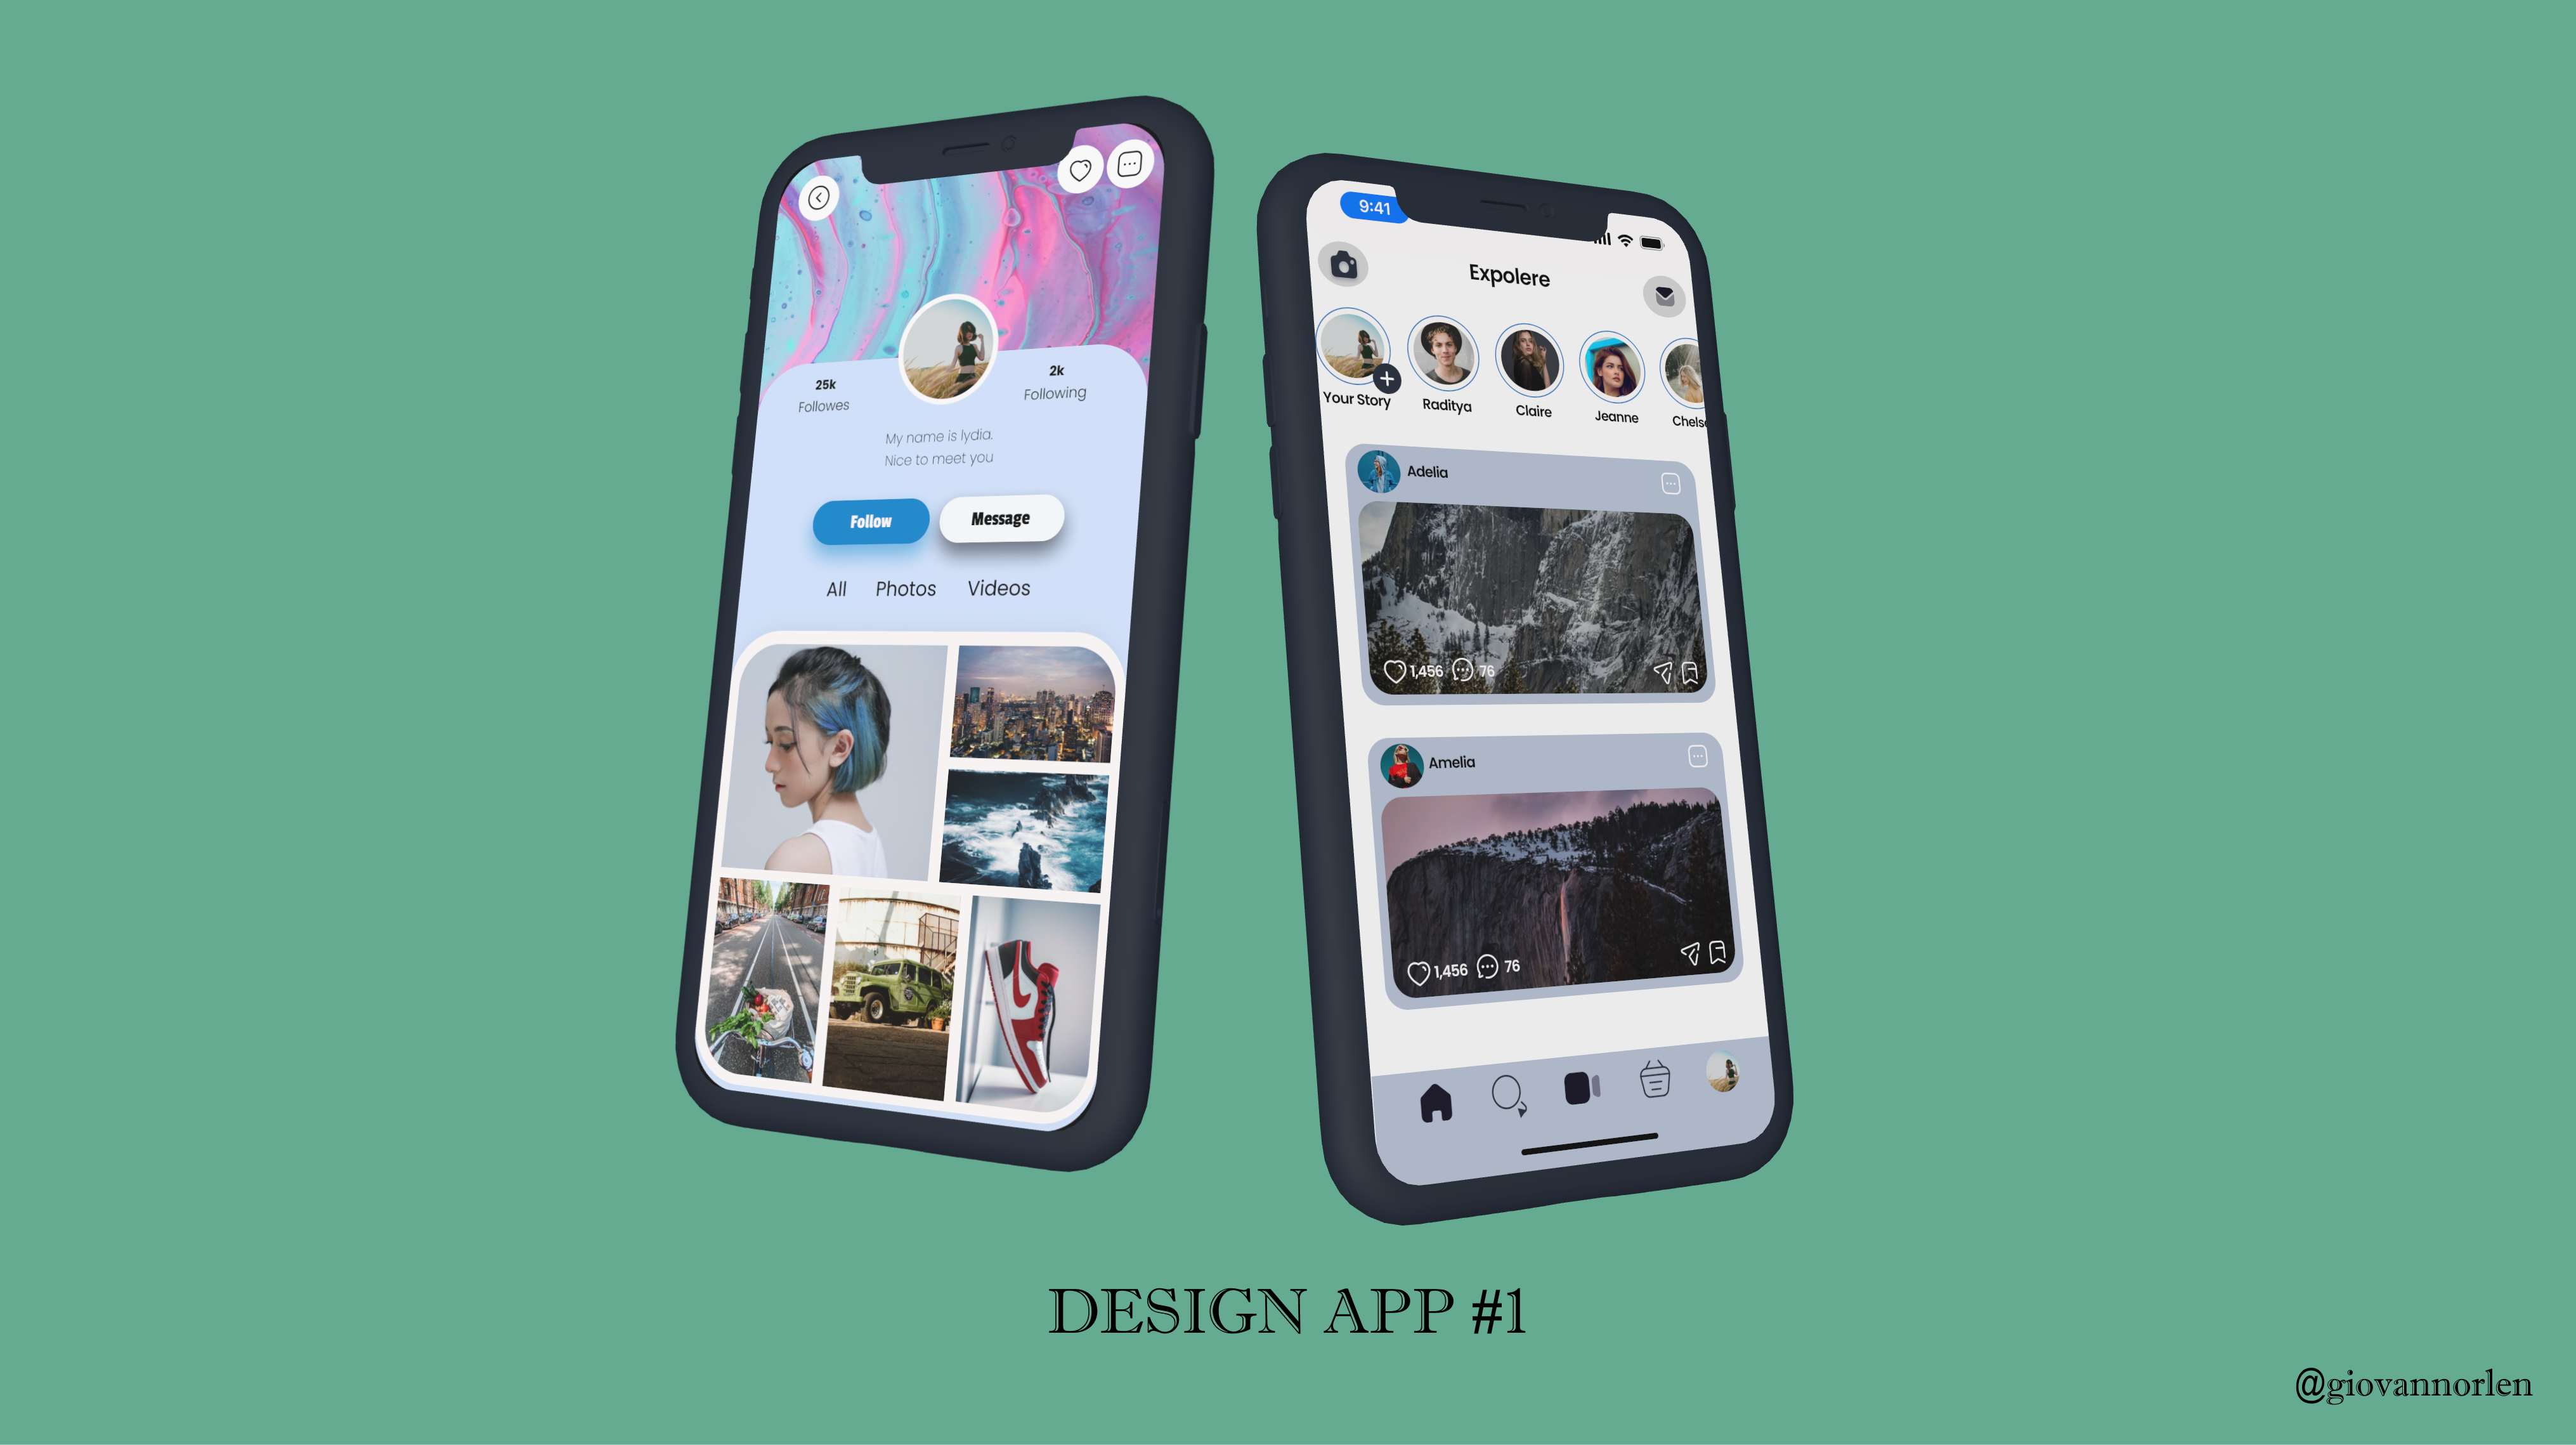 25k
Followes
2k
Following
My name is lydia.
Nice to meet you
Follow
Message
All
Photos
Videos
9:41
Expolere
Your Story
Raditya
Claire
Jeanne
Chels
Adelia
1,456
76
Amelia
1,456
76
DESIGN APP #1
@giovannorlen